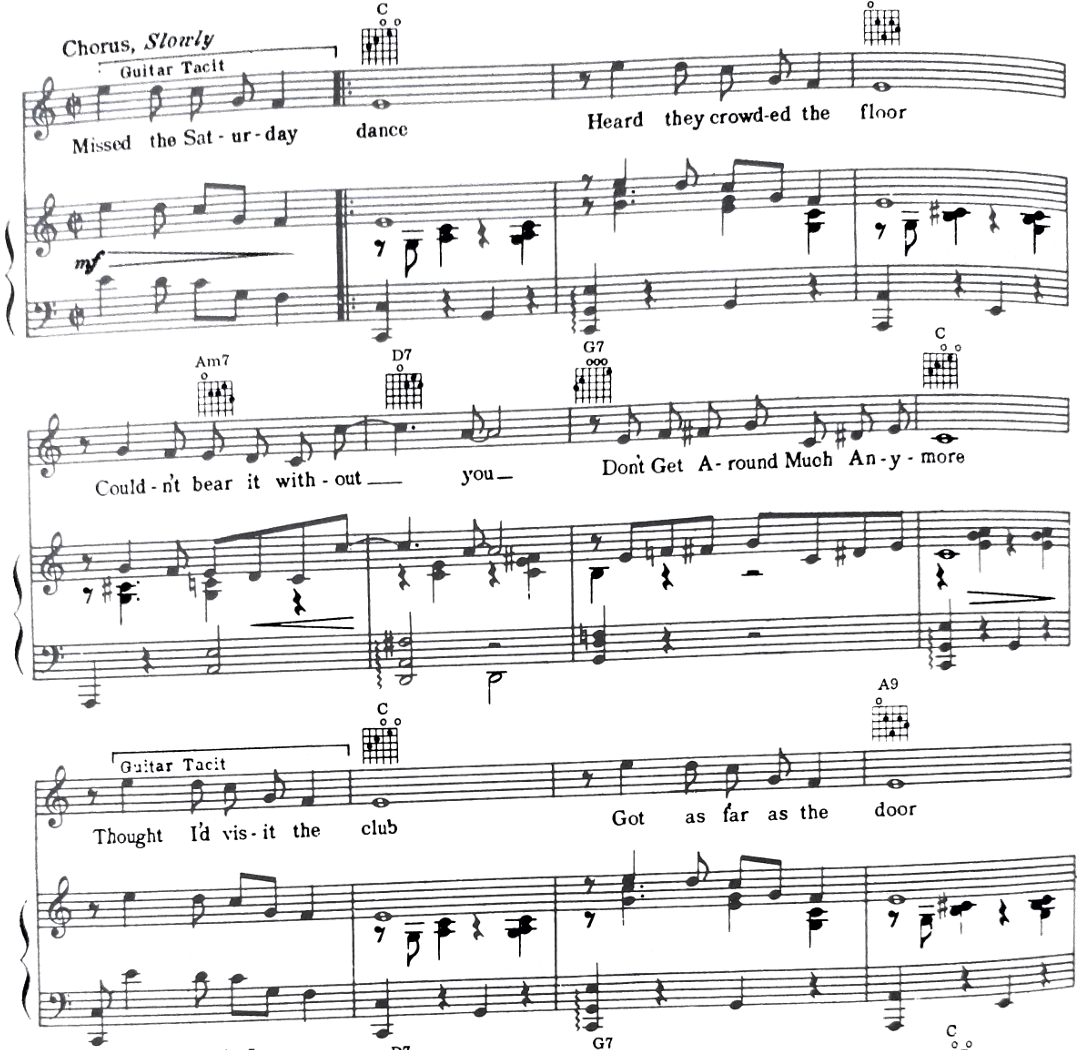 C
Chorus, Slowly
Guitar Tacit
Missed the Sat - ur - day dance Heard they crowd-ed the floor
mf
Am7 D7 G7 C
Could - n't bear it with - out you Don't Get A - round Much An - y - more
C A9
Guitar Tacit
Thought I'd vis - it the club Got as far as the door
D7 G7 C